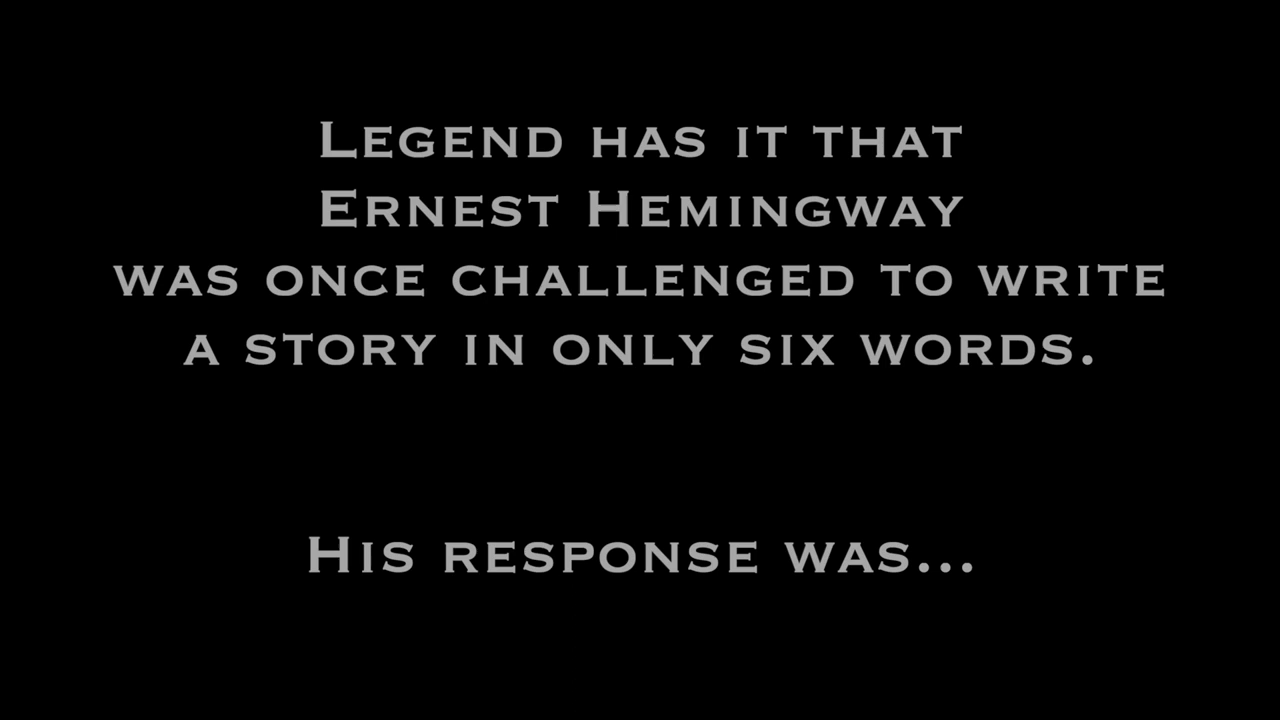 Legend has it that
Ernest Hemingway
was once challenged to write
a story in only six words.
His response was...